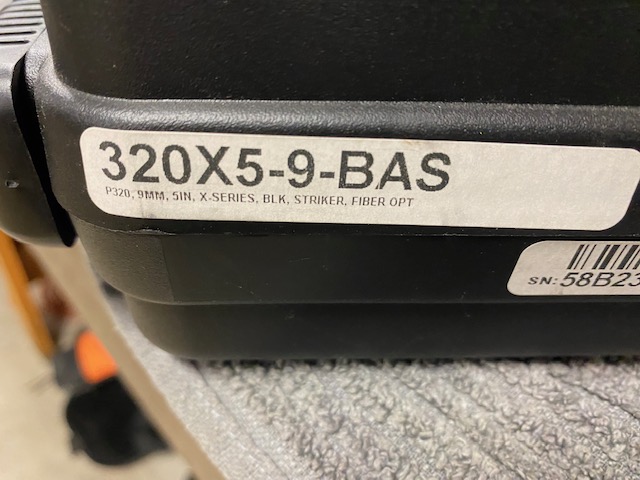 320X5-9-BAS
P320, 9MM, 5IN, X-SERIES, BLK, STRIKER, FIBER OPT
SN: 58B23